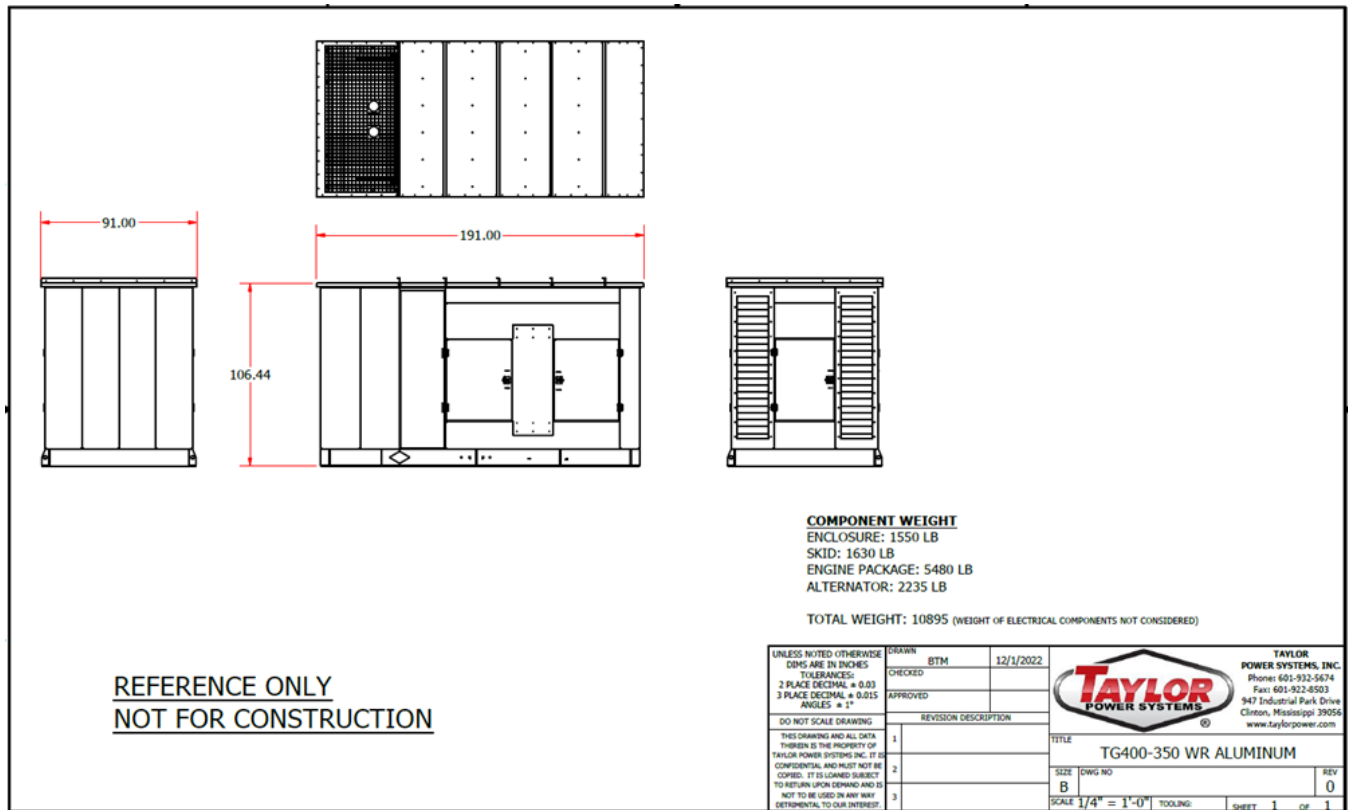 91.00
191.00
106.44
COMPONENT WEIGHT
ENCLOSURE: 1550 LB
SKID: 1630 LB
ENGINE PACKAGE: 5480 LB
ALTERNATOR: 2235 LB
TOTAL WEIGHT: 10895 (WEIGHT OF ELECTRICAL COMPONENTS NOT CONSIDERED)
REFERENCE ONLY
NOT FOR CONSTRUCTION
UNLESS NOTED OTHERWISE
DIMS ARE IN INCHES
TOLERANCES:
2 PLACE DECIMAL ± 0.03
3 PLACE DECIMAL ± 0.015
ANGLES ± 1°
DO NOT SCALE DRAWING
THIS DRAWING AND ALL DATA
THEREIN IS THE PROPERTY OF
TAYLOR POWER SYSTEMS INC. IT IS
CONFIDENTIAL AND MUST NOT BE
COPIED. IT IS LOANED SUBJECT
TO RETURN UPON DEMAND AND IS
NOT TO BE USED IN ANY WAY
DETRIMENTAL TO OUR INTEREST.
DRAWN
BTM 12/1/2022
CHECKED
APPROVED
REVISION DESCRIPTION
1
2
3
TAYLOR
POWER SYSTEMS
®
TAYLOR
POWER SYSTEMS, INC.
Phone: 601-932-5674
Fax: 601-922-8503
947 Industrial Park Drive
Clinton, Mississippi 39056
www.taylorpower.com
TITLE
TG400-350 WR ALUMINUM
SIZE DWG NO REV
B 0
SCALE 1/4" = 1'-0" TOOLING: SHEET OF 1